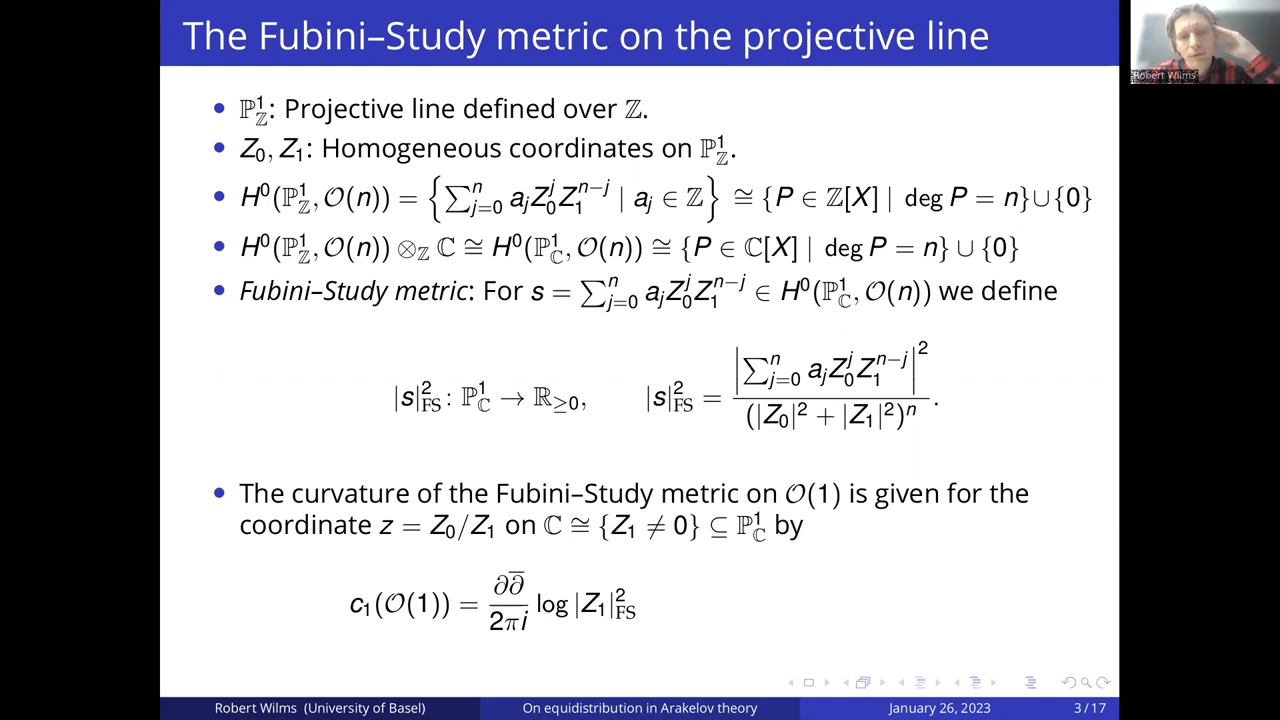 The Fubini–Study metric on the projective line
Robert Wilms
• ℙ¹_ℤ: Projective line defined over ℤ.
• Z₀, Z₁: Homogeneous coordinates on ℙ¹_ℤ.
• H⁰(ℙ¹_ℤ, 𝒪(n)) = {∑ⁿ_{j=0} a_j Z₀^j Z₁^{n−j} | a_j ∈ ℤ} ≅ {P ∈ ℤ[X] | deg P = n}∪{0}
• H⁰(ℙ¹_ℤ, 𝒪(n)) ⊗_ℤ ℂ ≅ H⁰(ℙ¹_ℂ, 𝒪(n)) ≅ {P ∈ ℂ[X] | deg P = n} ∪ {0}
• Fubini–Study metric: For s = ∑ⁿ_{j=0} a_j Z₀^j Z₁^{n−j} ∈ H⁰(ℙ¹_ℂ, 𝒪(n)) we define
|s|²_FS : ℙ¹_ℂ → ℝ_{≥0}, |s|²_FS = |∑ⁿ_{j=0} a_j Z₀^j Z₁^{n−j}|² / (|Z₀|² + |Z₁|²)ⁿ.
• The curvature of the Fubini–Study metric on 𝒪(1) is given for the
coordinate z = Z₀/Z₁ on ℂ ≅ {Z₁ ≠ 0} ⊆ ℙ¹_ℂ by
c₁(𝒪(1)) = ∂∂̅ / 2πi log |Z₁|²_FS
Robert Wilms (University of Basel) On equidistribution in Arakelov theory January 26, 2023 3 / 17